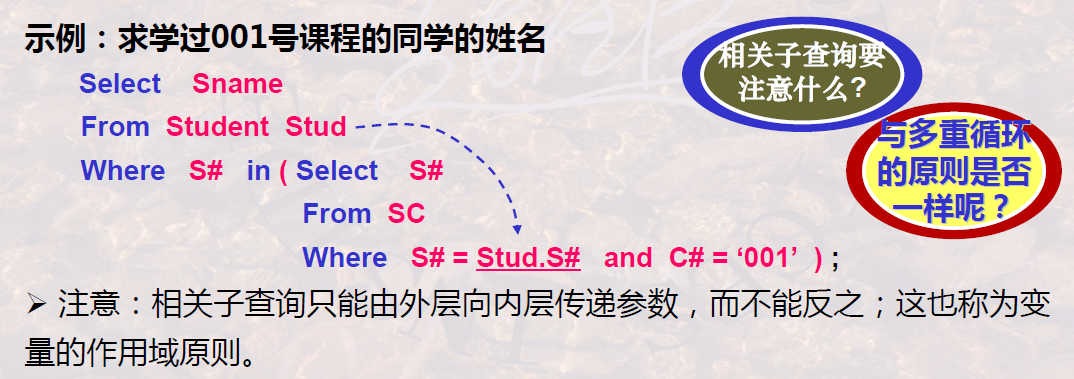 示例：求学过001号课程的同学的姓名
Select Sname
From Student Stud
Where S# in ( Select S#
From SC
Where S# = Stud.S# and C# = ‘001’ ) ;
➢ 注意：相关子查询只能由外层向内层传递参数，而不能反之；这也称为变
量的作用域原则。
相关子查询要
注意什么?
与多重循环
的原则是否
一样呢？